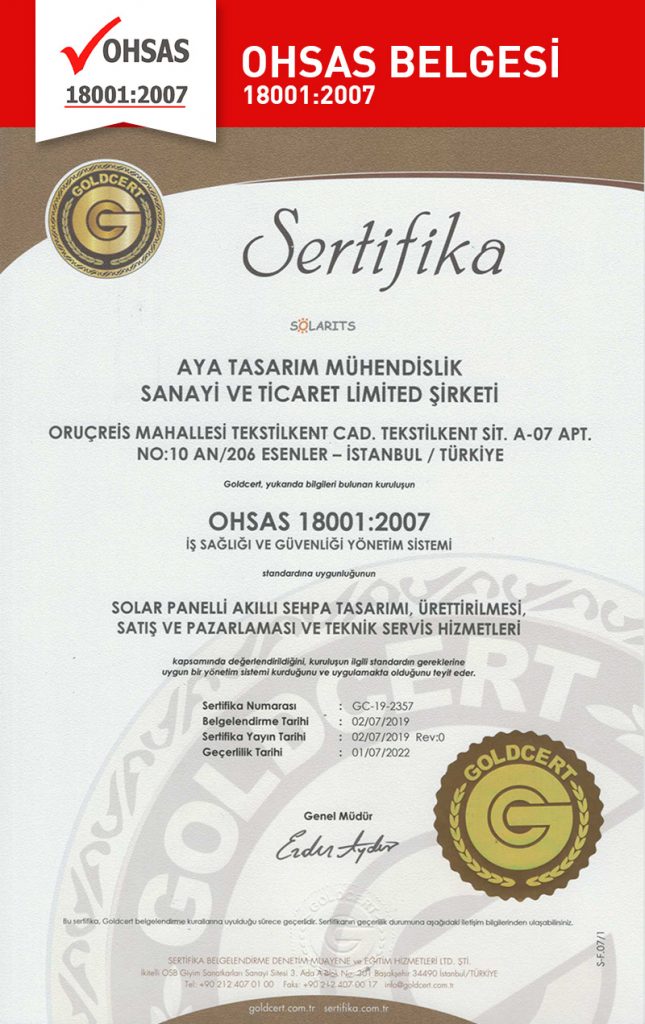 OHSAS
18001:2007
OHSAS BELGESİ
18001:2007
GOLDCERT
Sertifika
SOLARITS
AYA TASARIM MÜHENDİSLİK
SANAYİ VE TİCARET LİMİTED ŞİRKETİ
ORUÇREİS MAHALLESİ TEKSTİLKENT CAD. TEKSTİLKENT SİT. A-07 APT.
NO:10 AN/206 ESENLER – İSTANBUL / TÜRKİYE
Goldcert, yukarıda bilgileri bulunan kuruluşun
OHSAS 18001:2007
İŞ SAĞLIĞI VE GÜVENLİĞİ YÖNETİM SİSTEMİ
standardına uygunluğunun
SOLAR PANELLİ AKILLI SEHPA TASARIMI, ÜRETTİRİLMESİ,
SATIŞ VE PAZARLAMASI VE TEKNİK SERVİS HİZMETLERİ
kapsamında değerlendirildiğini, kuruluşun ilgili standardın gereklerine
uygun bir yönetim sistemi kurduğunu ve uygulamakta olduğunu teyit eder.
Sertifika Numarası : GC-19-2357
Belgelendirme Tarihi : 02/07/2019
Sertifika Yayın Tarihi : 02/07/2019 Rev:0
Geçerlilik Tarihi : 01/07/2022
GOLDCERT
GOLDCERT
Genel Müdür
Bu sertifika, Goldcert belgelendirme kurallarına uyulduğu sürece geçerlidir. Sertifikanın geçerlilik durumuna aşağıdaki iletişim bilgilerinden ulaşabilirsiniz.
GOLDCERT
S-F.07/1
SERTİFİKA BELGELENDİRME DENETİM MUAYENE ve EĞİTİM HİZMETLERİ LTD. ŞTİ.
İkitelli OSB Giyim Sanatkarları Sanayi Sitesi 3. Ada A Blok No: 301 Başakşehir 34490 İstanbul/TÜRKİYE
Tel: +90 212 407 01 00 Faks: +90 212 407 00 17 info@goldcert.com.tr
goldcert.com.tr sertifika.com.tr